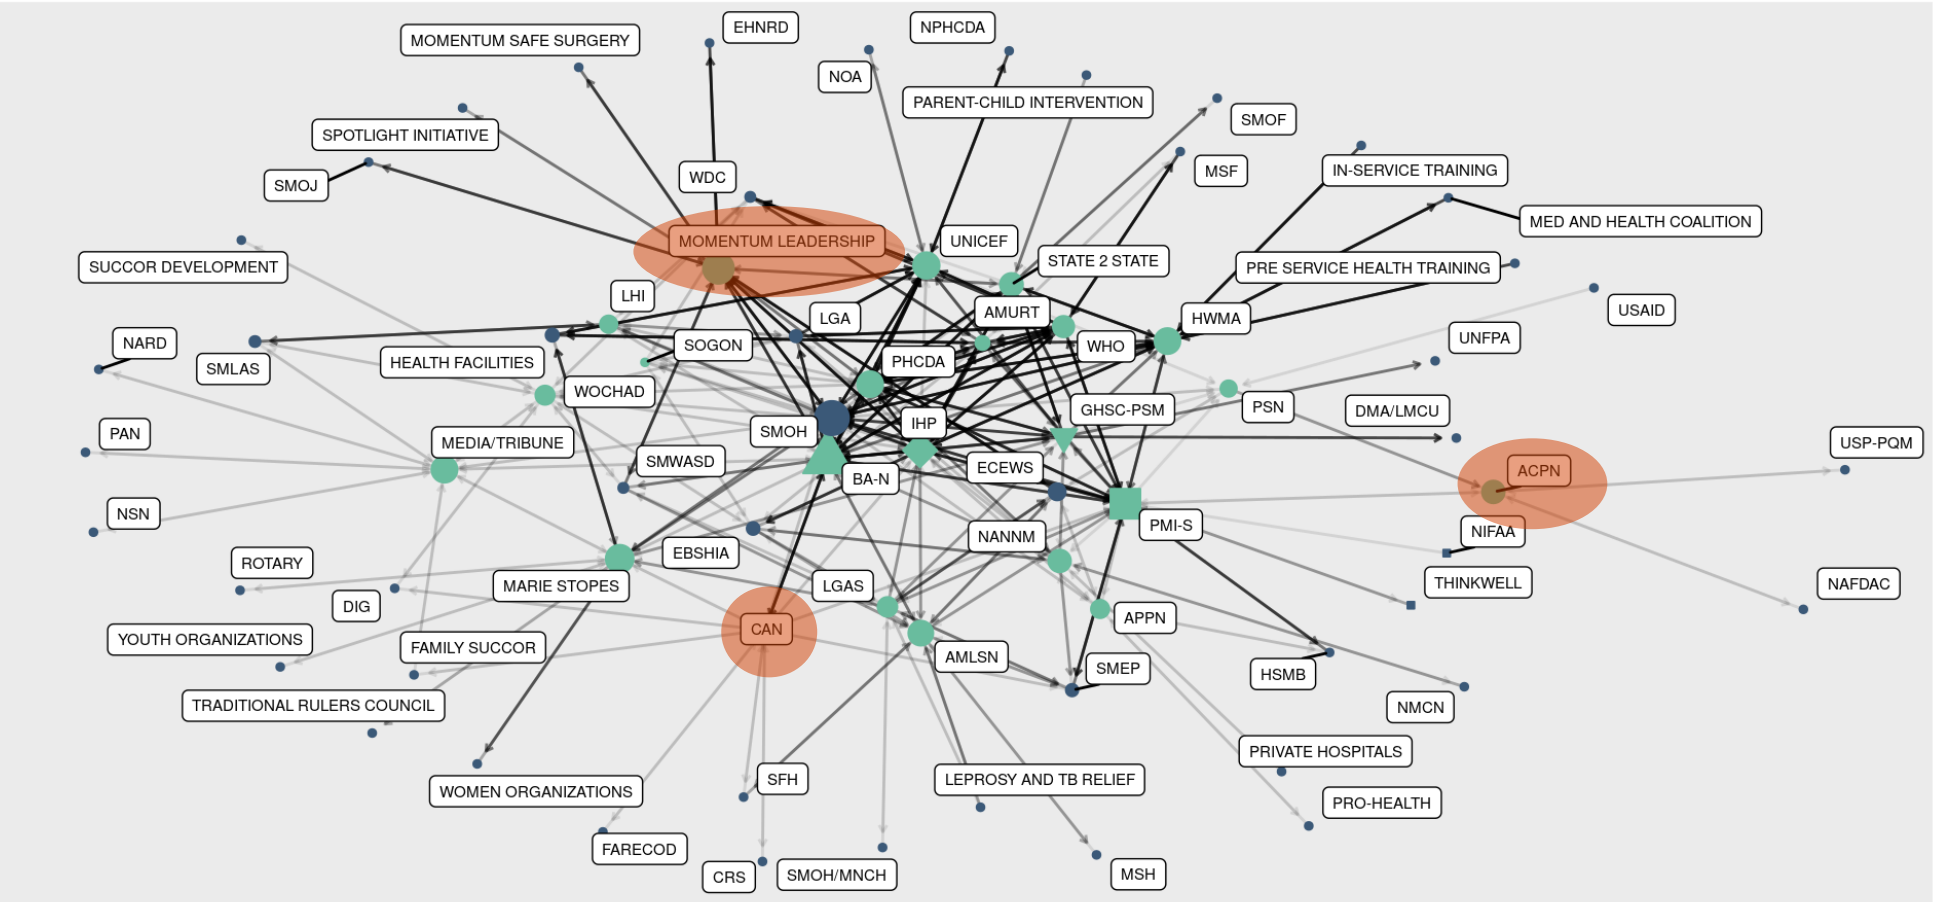 EHNRD
NPHCDA
MOMENTUM SAFE SURGERY
NOA
PARENT-CHILD INTERVENTION
SMOF
SPOTLIGHT INITIATIVE
MSF
IN-SERVICE TRAINING
WDC
SMOJ
MED AND HEALTH COALITION
MOMENTUM LEADERSHIP
UNICEF
STATE 2 STATE
SUCCOR DEVELOPMENT
PRE SERVICE HEALTH TRAINING
LHI
USAID
AMURT
LGA
HWMA
UNFPA
NARD
SOGON
WHO
HEALTH FACILITIES
PHCDA
SMLAS
WOCHAD
PSN
GHSC-PSM
DMA/LMCU
IHP
PAN
SMOH
MEDIA/TRIBUNE
USP-PQM
SMWASD
ECEWS
ACPN
BA-N
NSN
PMI-S
NIFAA
NANNM
EBSHIA
ROTARY
THINKWELL
NAFDAC
MARIE STOPES
LGAS
DIG
APPN
CAN
YOUTH ORGANIZATIONS
FAMILY SUCCOR
AMLSN
SMEP
HSMB
TRADITIONAL RULERS COUNCIL
NMCN
PRIVATE HOSPITALS
SFH
LEPROSY AND TB RELIEF
WOMEN ORGANIZATIONS
PRO-HEALTH
FARECOD
CRS
SMOH/MNCH
MSH